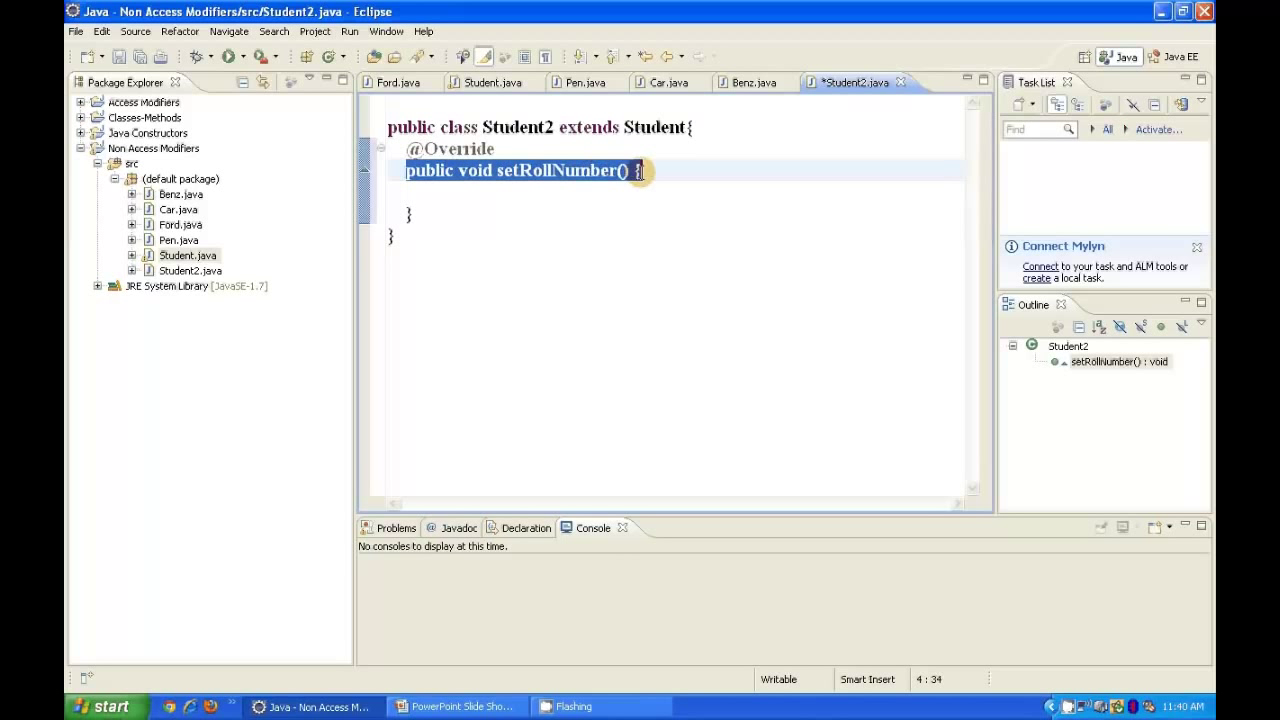 Java - Non Access Modifiers/src/Student2.java - Eclipse
File Edit Source Refactor Navigate Search Project Run Window Help
Java Java EE
Package Explorer
Access Modifiers
Classes-Methods
Java Constructors
Non Access Modifiers
src
(default package)
Benz.java
Car.java
Ford.java
Pen.java
Student.java
Student2.java
JRE System Library [JavaSE-1.7]
Ford.java Student.java Pen.java Car.java Benz.java *Student2.java
public class Student2 extends Student{
@Override
public void setRollNumber() {
}
}
Task List
Find All Activate...
Connect Mylyn
Connect to your task and ALM tools or
create a local task.
Outline
Student2
setRollNumber() : void
Problems @ Javadoc Declaration Console
No consoles to display at this time.
Writable Smart Insert 4 : 34
start Java - Non Access M... PowerPoint Slide Sho... Flashing 11:40 AM